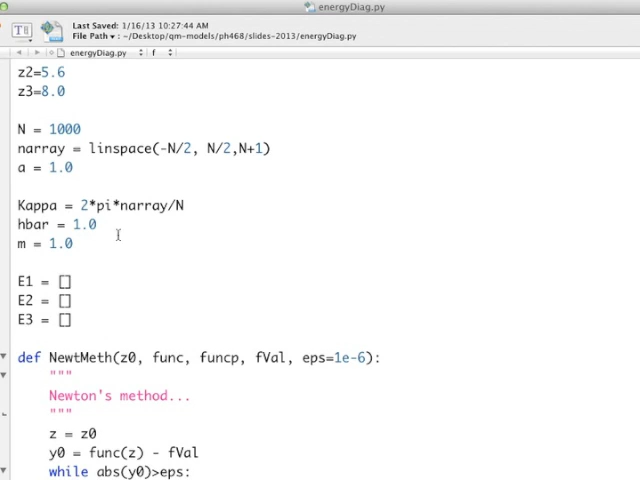 energyDiag.py
Last Saved: 1/16/13 10:27:44 AM
File Path ▾ : ~/Desktop/qm-models/ph468/slides-2013/energyDiag.py
energyDiag.py f
z2=5.6
z3=8.0
N = 1000
narray = linspace(-N/2, N/2,N+1)
a = 1.0
Kappa = 2*pi*narray/N
hbar = 1.0
m = 1.0
E1 = []
E2 = []
E3 = []
def NewtMeth(z0, func, funcp, fVal, eps=1e-6):
"""
Newton's method...
"""
z = z0
y0 = func(z) - fVal
while abs(y0)>eps: